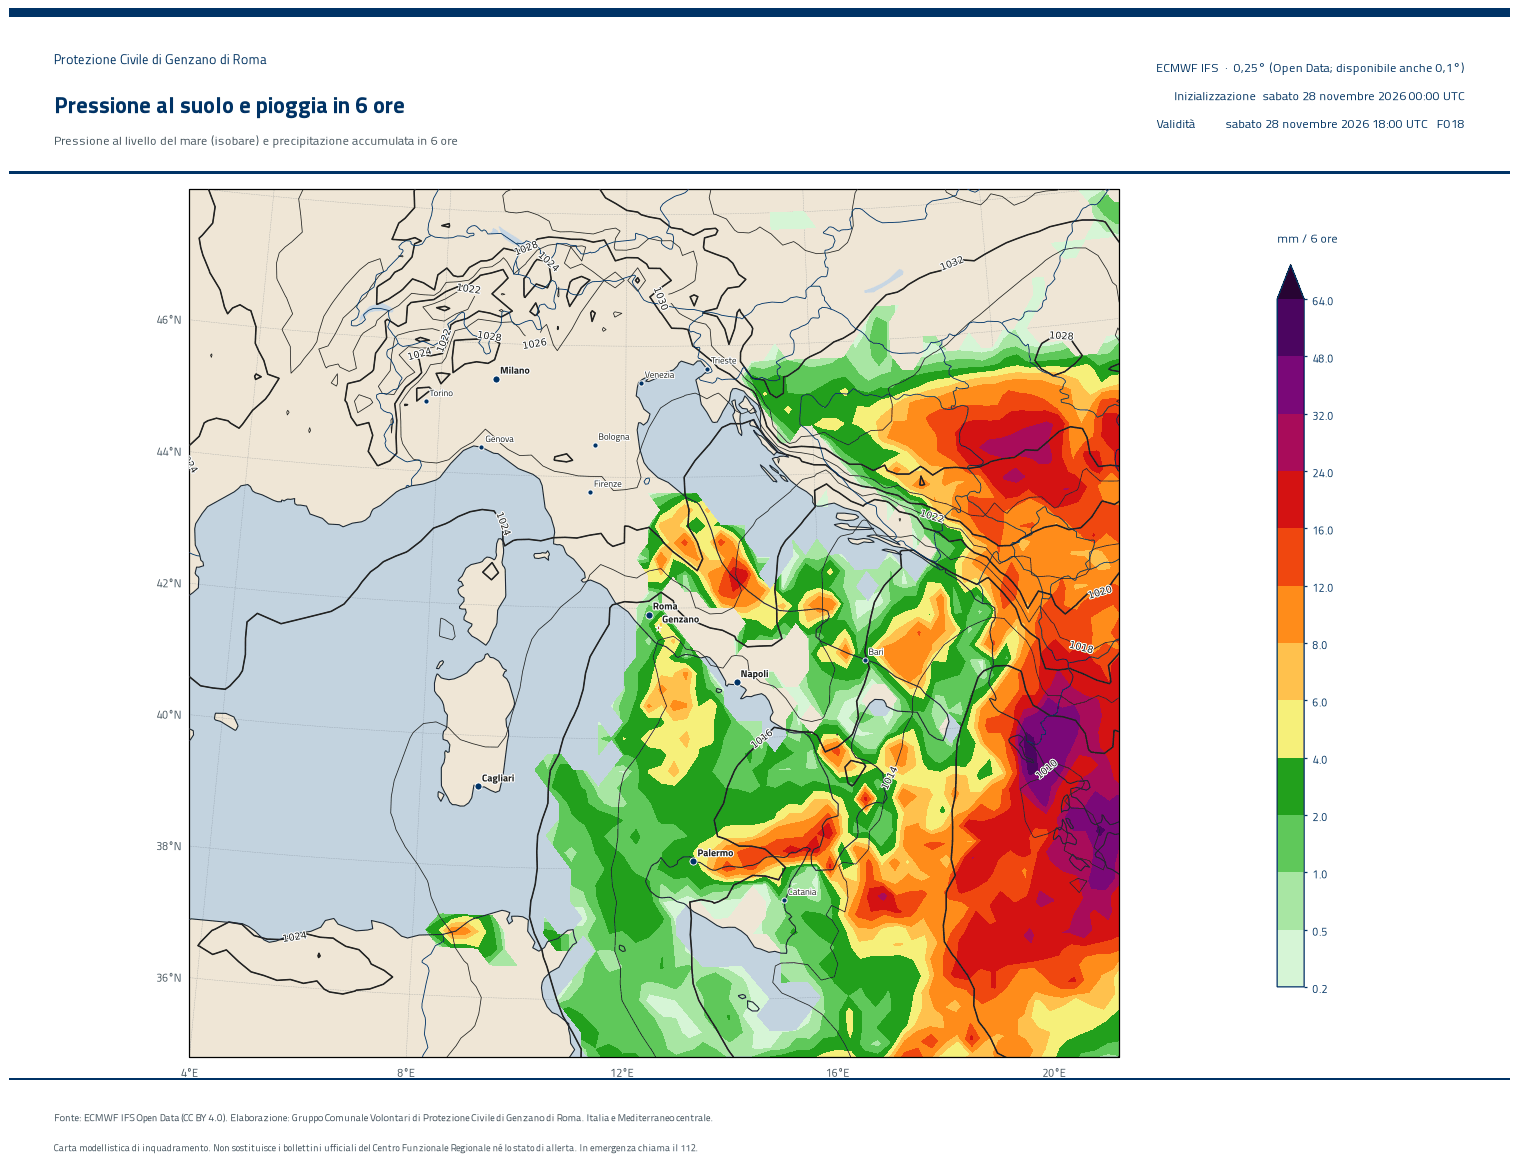 Protezione Civile di Genzano di Roma
Pressione al suolo e pioggia in 6 ore
Pressione al livello del mare (isobare) e precipitazione accumulata in 6 ore
ECMWF IFS · 0,25° (Open Data; disponibile anche 0,1°)
Inizializzazione sabato 28 novembre 2026 00:00 UTC
Validità sabato 28 novembre 2026 18:00 UTC F018
mm / 6 ore
64.0
48.0
32.0
24.0
16.0
12.0
8.0
6.0
4.0
2.0
1.0
0.5
0.2
46°N
44°N
42°N
40°N
38°N
36°N
4°E
8°E
12°E
16°E
20°E
1028
1024
1022
1030
1032
1028
1022
1024
1028
1026
1024
1022
1020
1018
1016
1014
1010
1024
Milano
Torino
Venezia
Trieste
Genova
Bologna
Firenze
Roma
Genzano
Napoli
Bari
Cagliari
Palermo
Catania
Fonte: ECMWF IFS Open Data (CC BY 4.0). Elaborazione: Gruppo Comunale Volontari di Protezione Civile di Genzano di Roma. Italia e Mediterraneo centrale.
Carta modellistica di inquadramento. Non sostituisce i bollettini ufficiali del Centro Funzionale Regionale né lo stato di allerta. In emergenza chiama il 112.